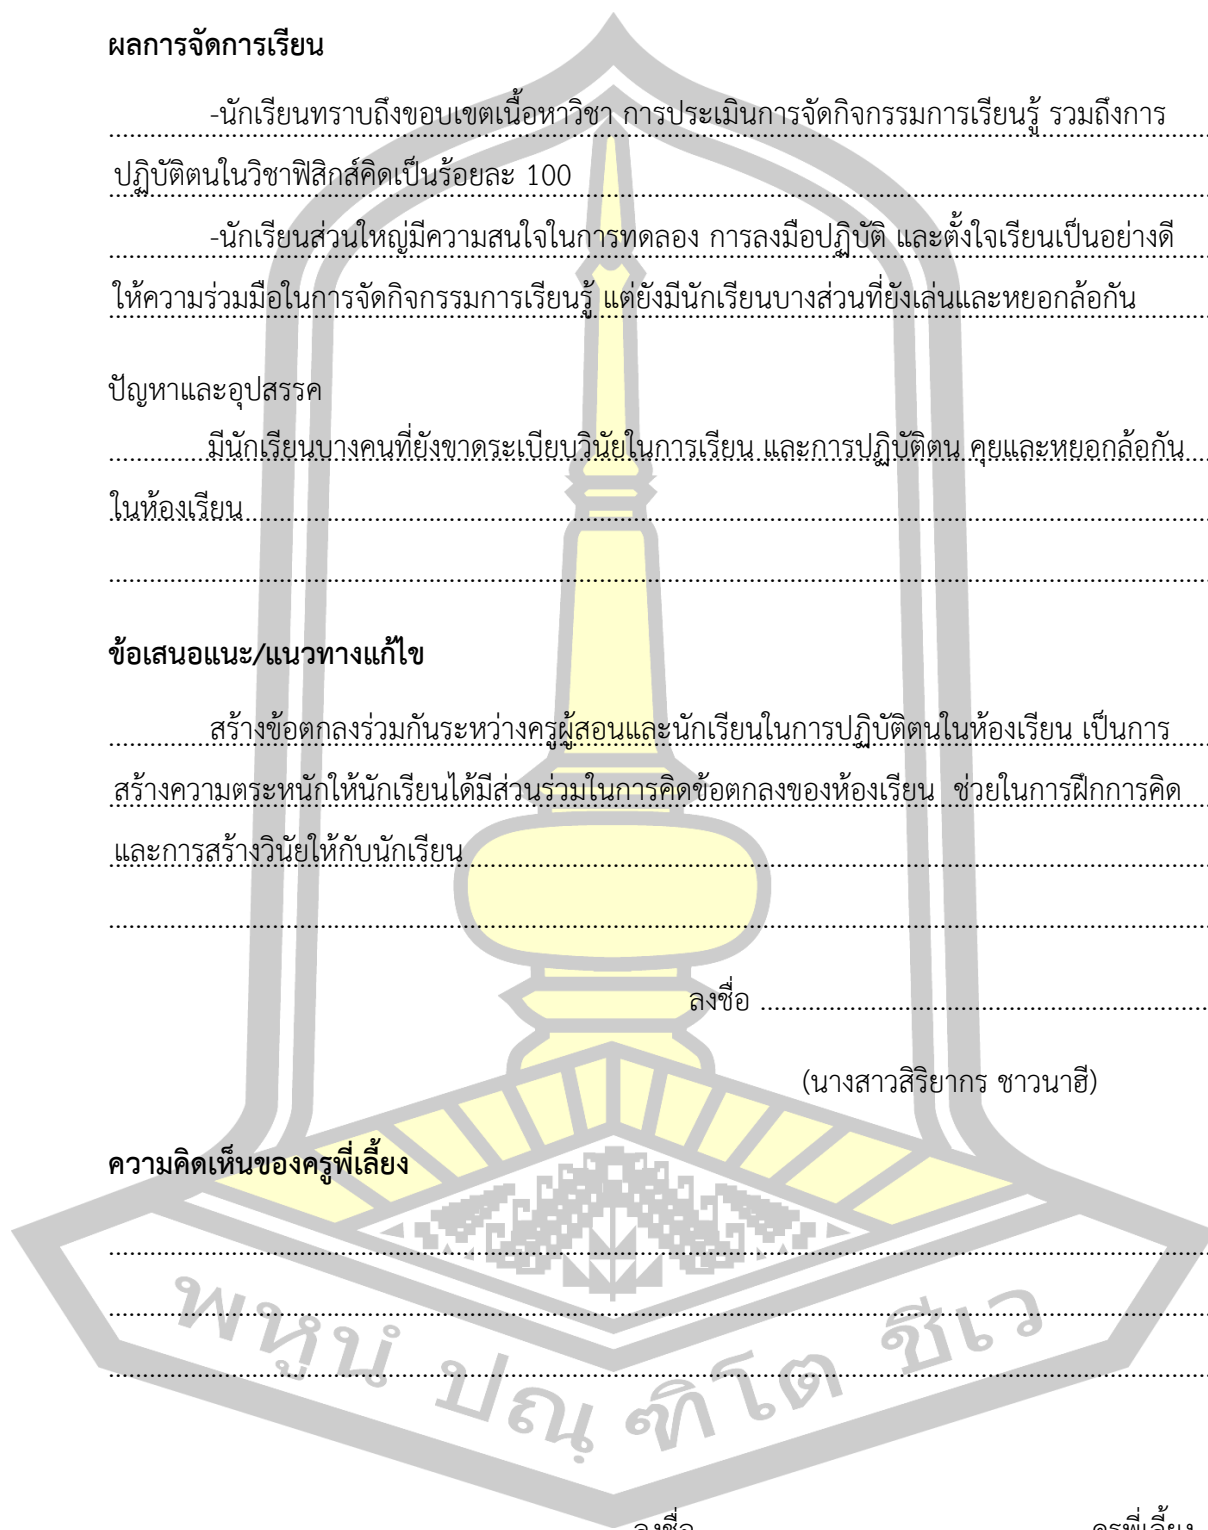 ผลการจัดการเรียน
-นักเรียนทราบถึงขอบเขตเนื้อหาวิชา การประเมินการจัดกิจกรรมการเรียนรู้ รวมถึงการ
ปฏิบัติตนในวิชาฟิสิกส์คิดเป็นร้อยละ 100
-นักเรียนส่วนใหญ่มีความสนใจในการทดลอง การลงมือปฏิบัติ และตั้งใจเรียนเป็นอย่างดี
ให้ความร่วมมือในการจัดกิจกรรมการเรียนรู้ แต่ยังมีนักเรียนบางส่วนที่ยังเล่นและหยอกล้อกัน
ปัญหาและอุปสรรค
มีนักเรียนบางคนที่ยังขาดระเบียบวินัยในการเรียน และการปฏิบัติตน คุยและหยอกล้อกัน
ในห้องเรียน
ข้อเสนอแนะ/แนวทางแก้ไข
สร้างข้อตกลงร่วมกันระหว่างครูผู้สอนและนักเรียนในการปฏิบัติตนในห้องเรียน เป็นการ
สร้างความตระหนักให้นักเรียนได้มีส่วนร่วมในการคิดข้อตกลงของห้องเรียน ช่วยในการฝึกการคิด
และการสร้างวินัยให้กับนักเรียน
ลงชื่อ ........................................................
(นางสาวสิริยากร ชาวนาฮี)
ความคิดเห็นของครูพี่เลี้ยง
พหูนํ ปณฺฑิโต ชีเว
ลงชื่อ ครูพี่เลี้ยง